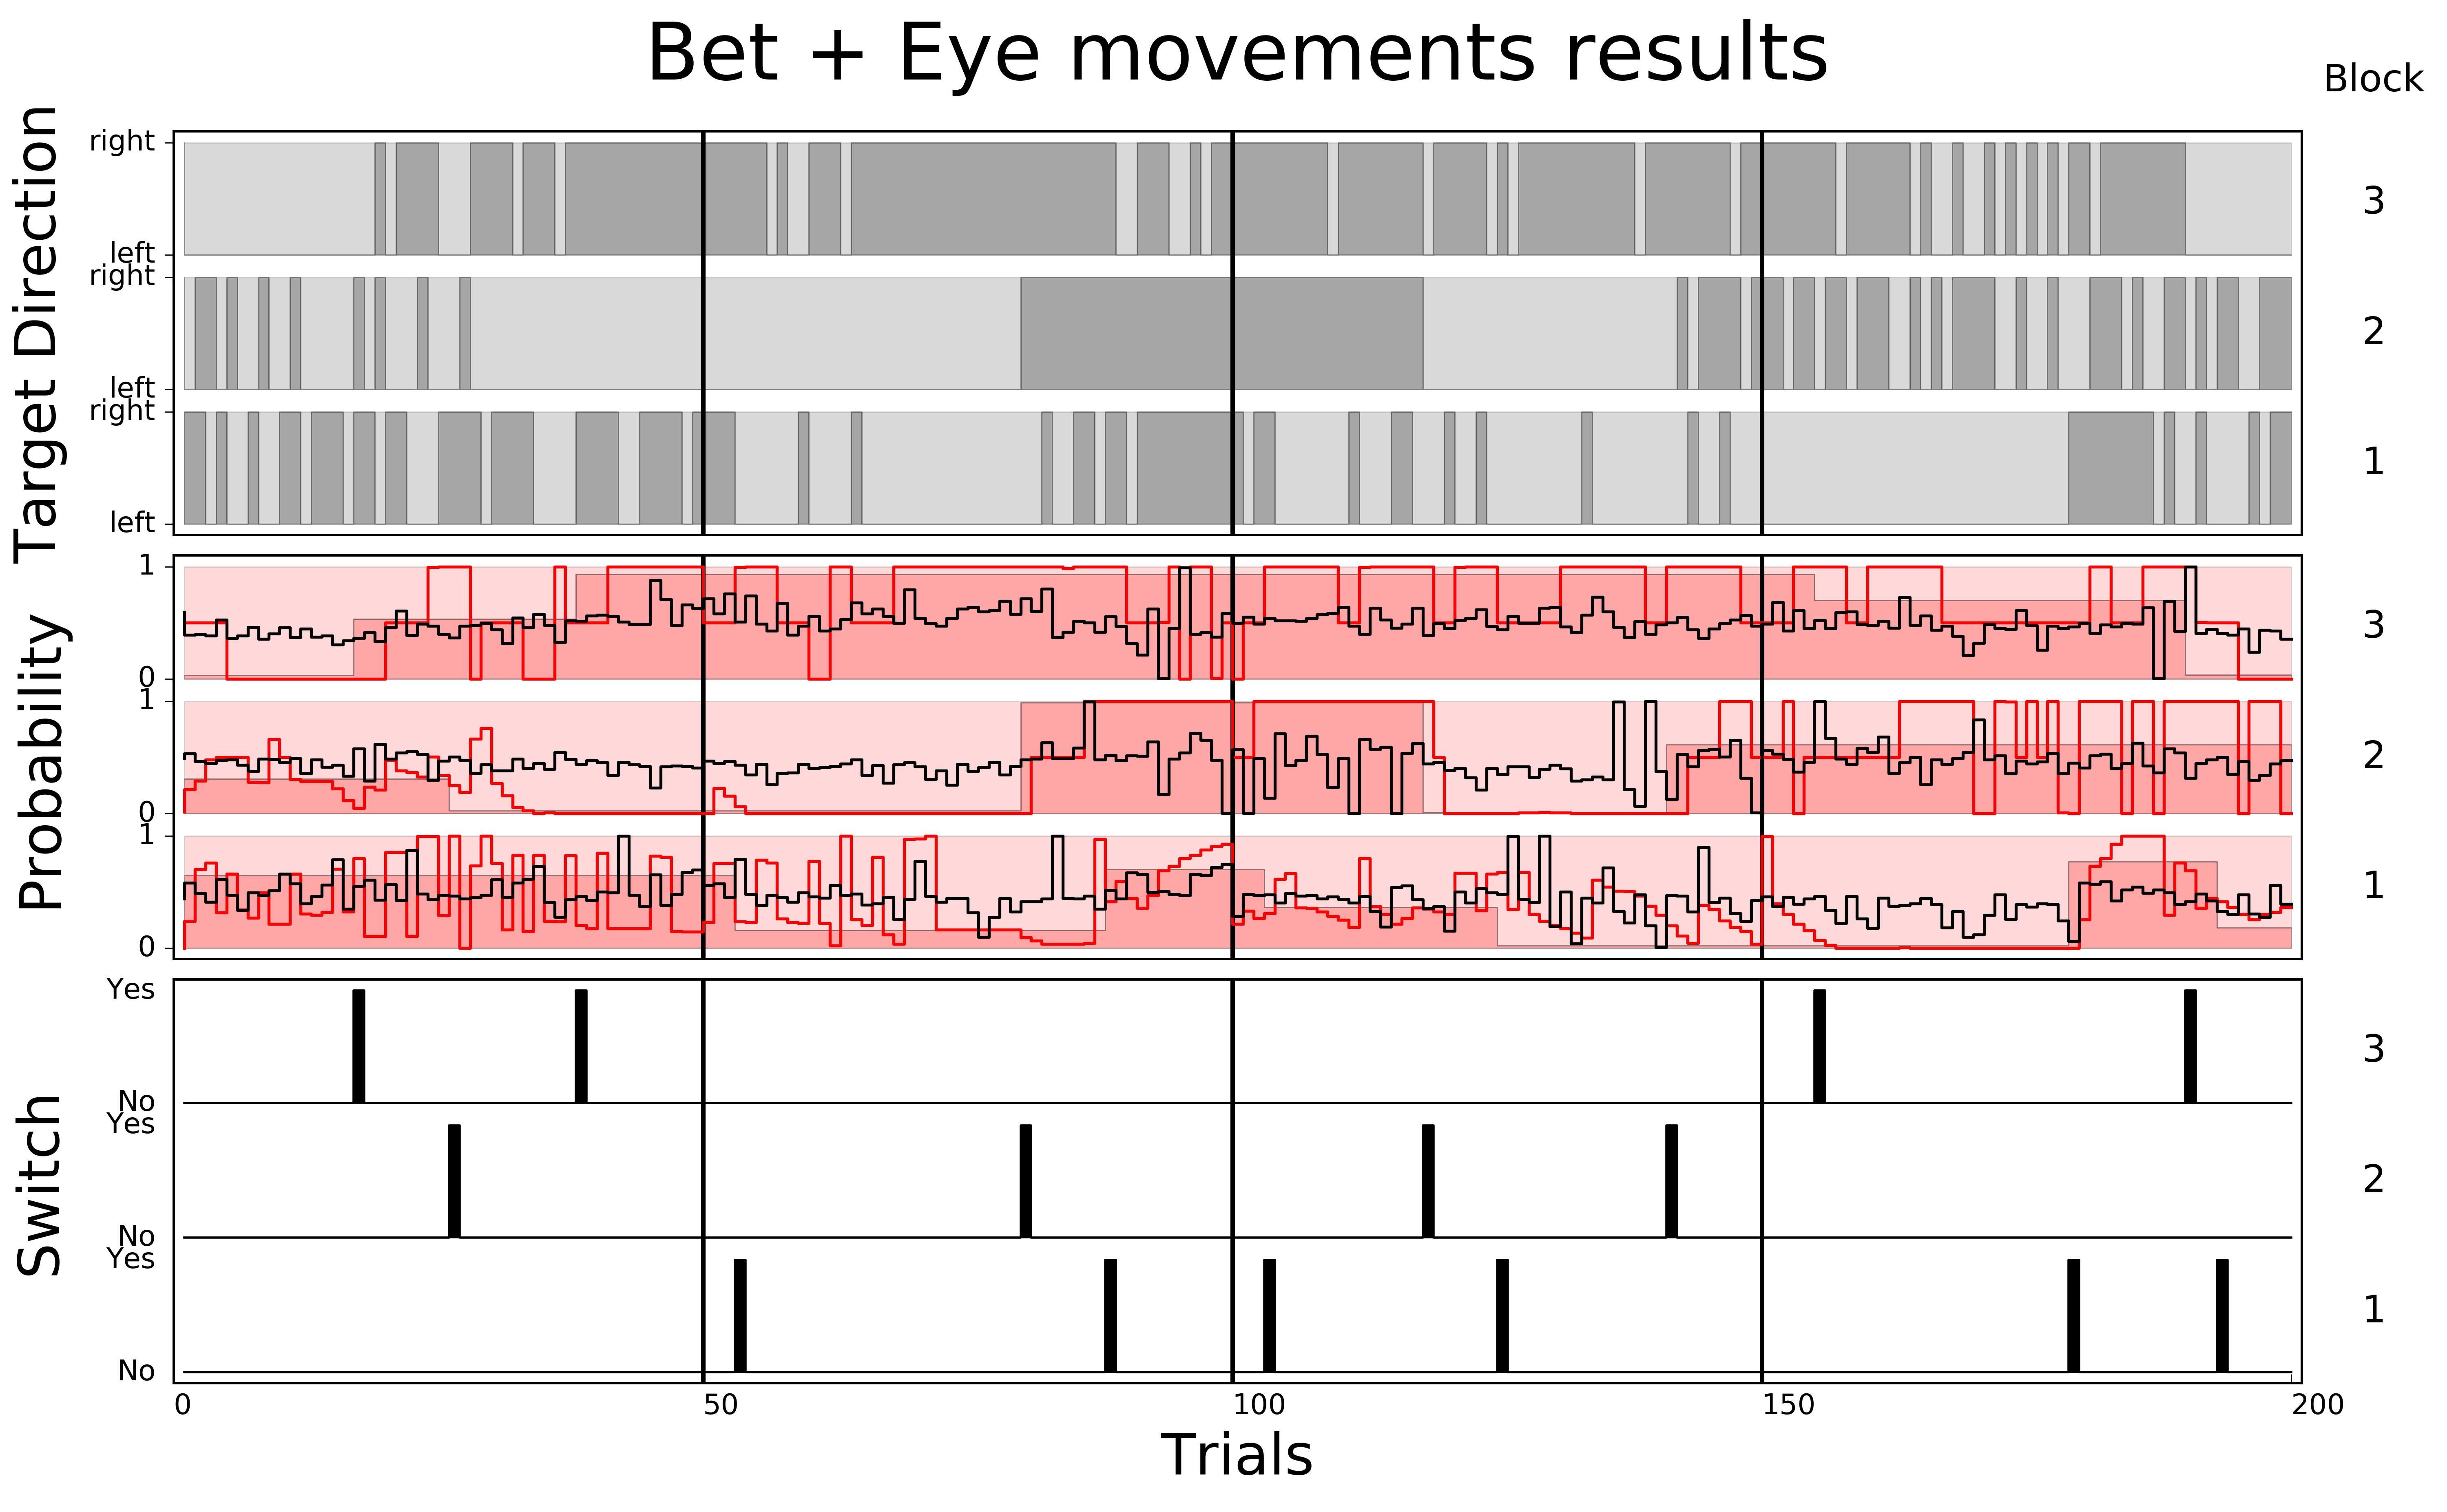 Bet + Eye movements results
Block
Target Direction
right
left
3
right
left
2
right
left
1
Probability
1
0
3
1
0
2
1
0
1
Switch
Yes
No
3
Yes
No
2
Yes
No
1
0 50 100 150 200
Trials